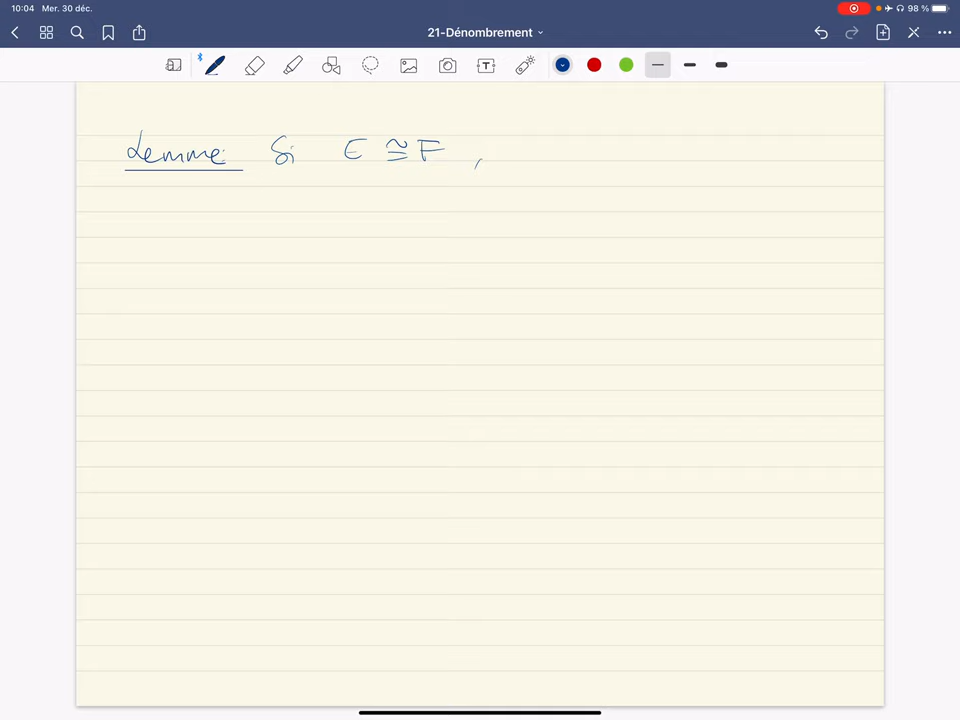 10:04 Mer. 30 déc. 98 %
21-Dénombrement
Lemme: Si E ≅ F ,